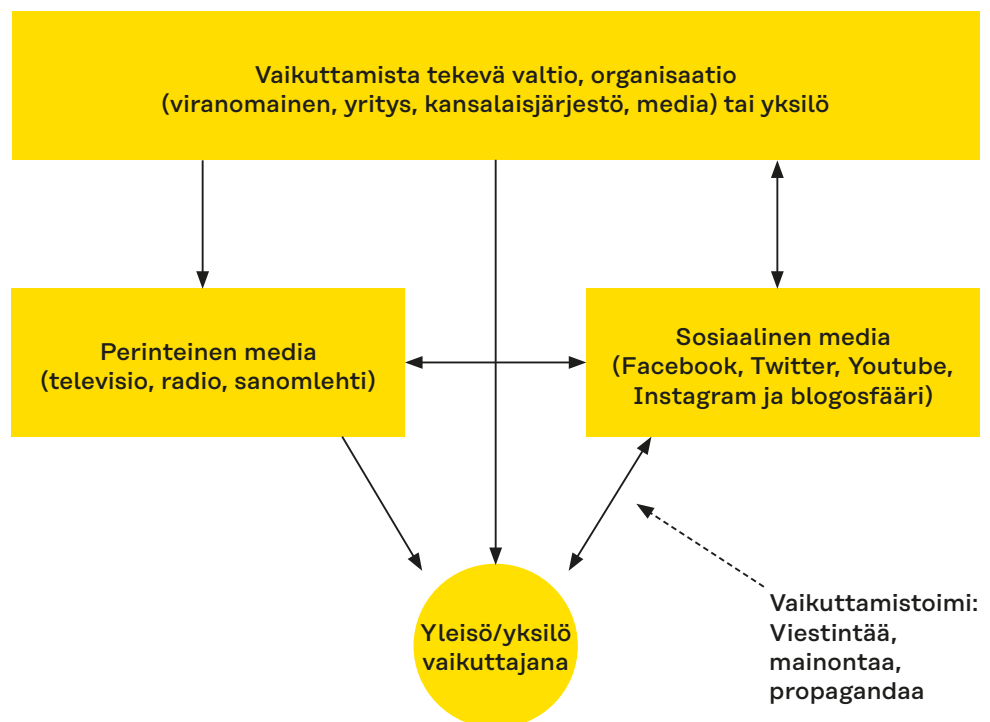 Vaikuttamista tekevä valtio, organisaatio
(viranomainen, yritys, kansalaisjärjestö, media) tai yksilö
Perinteinen media
(televisio, radio, sanomlehti)
Sosiaalinen media
(Facebook, Twitter, Youtube,
Instagram ja blogosfääri)
Yleisö/yksilö
vaikuttajana
Vaikuttamistoimi:
Viestintää,
mainontaa,
propagandaa